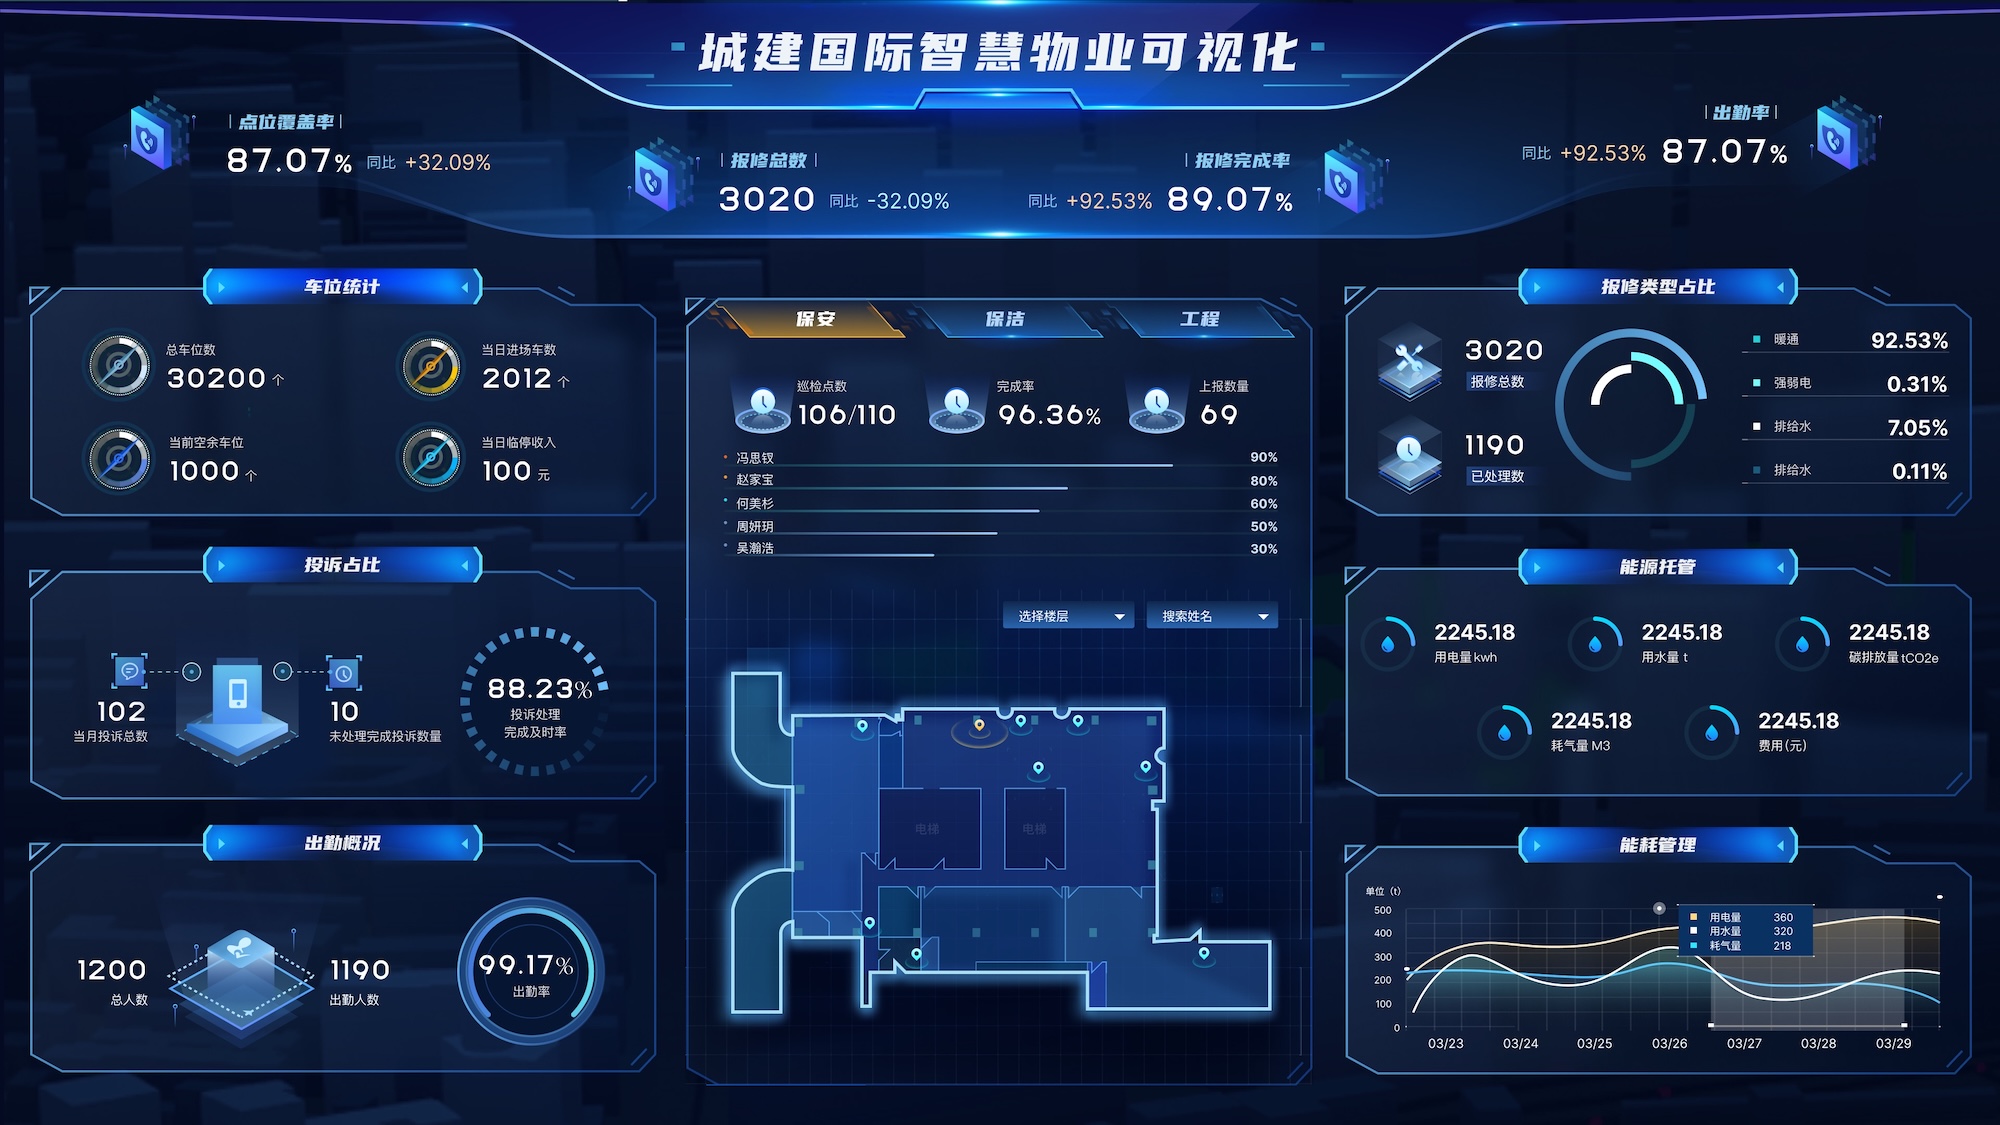 城建国际智慧物业可视化
点位覆盖率
87.07% 同比 +32.09%
报修总数
3020 同比 -32.09%
报修完成率
同比 +92.53% 89.07%
出勤率
同比 +92.53% 87.07%
车位统计
总车位数
30200 个
当日进场车数
2012 个
当前空余车位
1000 个
当日临停收入
100 元
投诉占比
102
当月投诉总数
10
未处理完成投诉数量
88.23%
投诉处理
完成及时率
出勤概况
1200
总人数
1190
出勤人数
99.17%
出勤率
保安 保洁 工程
巡检点数
106/110
完成率
96.36%
上报数量
69
冯思钗 90%
赵家宝 80%
何美杉 60%
周妍玥 50%
吴瀚浩 30%
选择楼层 搜索姓名
电梯 电梯
报修类型占比
3020
报修总数
1190
已处理数
暖通 92.53%
强弱电 0.31%
排给水 7.05%
排给水 0.11%
能源托管
2245.18
用电量 kwh
2245.18
用水量 t
2245.18
碳排放量 tCO2e
2245.18
耗气量 M3
2245.18
费用 (元)
能耗管理
单位 (t)
500
400
300
200
100
0
用电量 360
用水量 320
耗气量 218
03/23 03/24 03/25 03/26 03/27 03/28 03/29